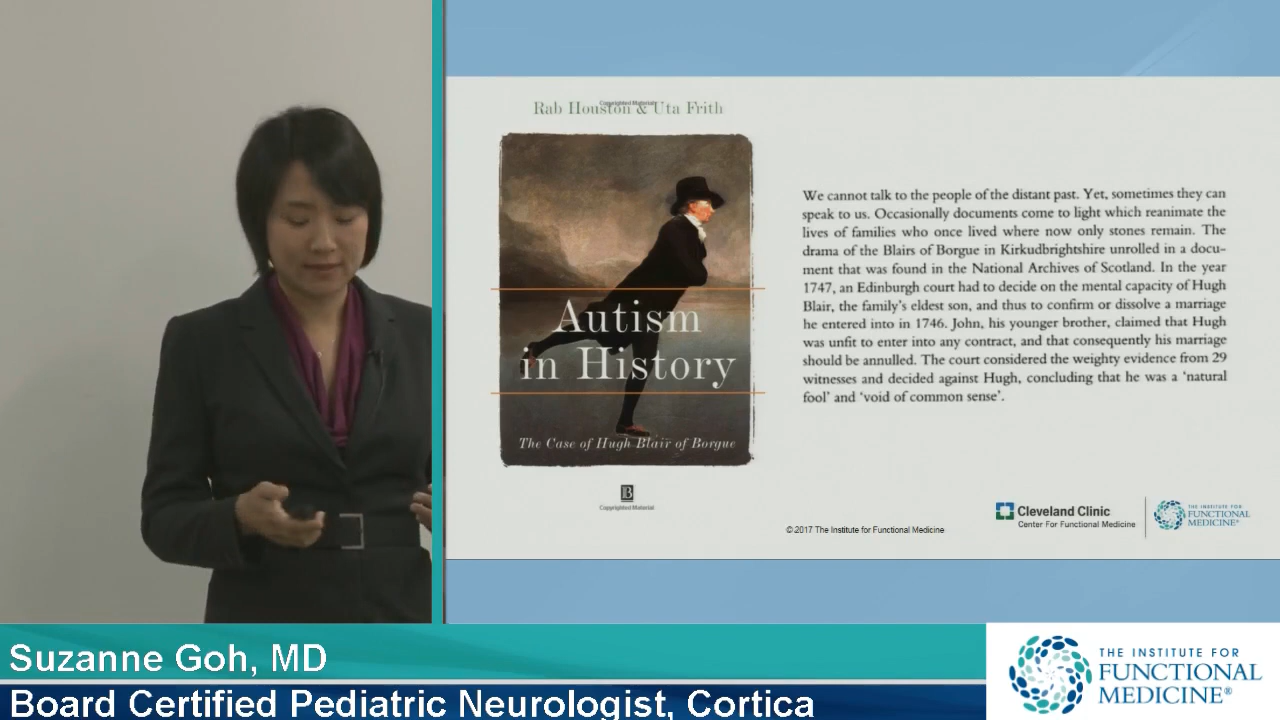 Rab Houston & Uta Frith
Copyrighted Material
Autism
in History
The Case of Hugh Blair of Borgue
B
Copyrighted Material
We cannot talk to the people of the distant past. Yet, sometimes they can
speak to us. Occasionally documents come to light which reanimate the
lives of families who once lived where now only stones remain. The
drama of the Blairs of Borgue in Kirkudbrightshire unrolled in a docu-
ment that was found in the National Archives of Scotland. In the year
1747, an Edinburgh court had to decide on the mental capacity of Hugh
Blair, the family's eldest son, and thus to confirm or dissolve a marriage
he entered into in 1746. John, his younger brother, claimed that Hugh
was unfit to enter into any contract, and that consequently his marriage
should be annulled. The court considered the weighty evidence from 29
witnesses and decided against Hugh, concluding that he was a 'natural
fool' and 'void of common sense'.
© 2017 The Institute for Functional Medicine
Cleveland Clinic
Center For Functional Medicine
THE INSTITUTE FOR
FUNCTIONAL
MEDICINE®
Suzanne Goh, MD
Board Certified Pediatric Neurologist, Cortica
THE INSTITUTE FOR
FUNCTIONAL
MEDICINE®